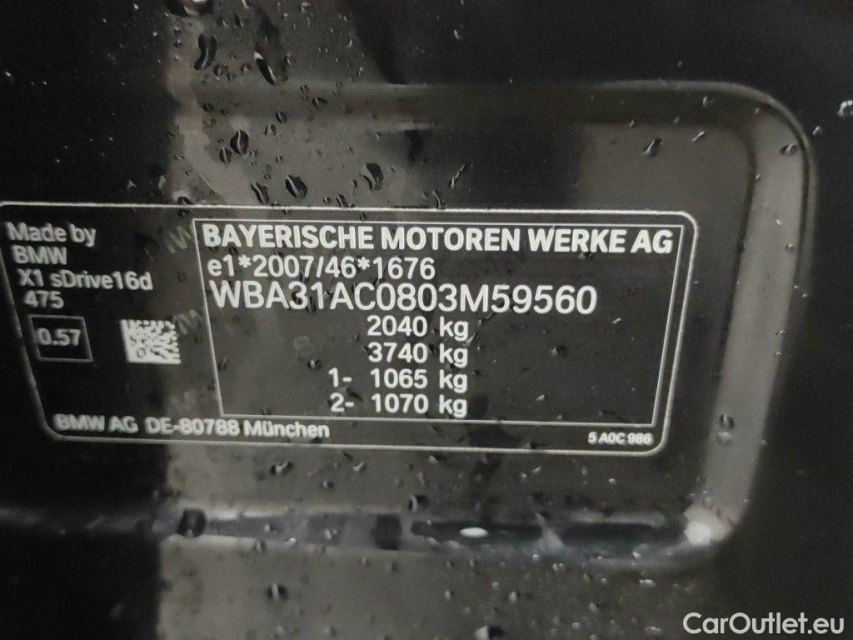 Made by
BMW
X1 sDrive16d
475
0.57
BAYERISCHE MOTOREN WERKE AG
e1*2007/46*1676
WBA31AC0803M59560
2040 kg
3740 kg
1- 1065 kg
2- 1070 kg
BMW AG DE-80788 München
5 A0C 986
CarOutlet.eu